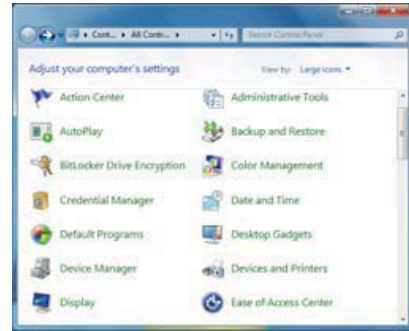 Cont... All Contr...
Search Control Panel
Adjust your computer's settings
View by: Large icons
Action Center Administrative Tools
AutoPlay Backup and Restore
BitLocker Drive Encryption Color Management
Credential Manager Date and Time
Default Programs Desktop Gadgets
Device Manager Devices and Printers
Display Ease of Access Center